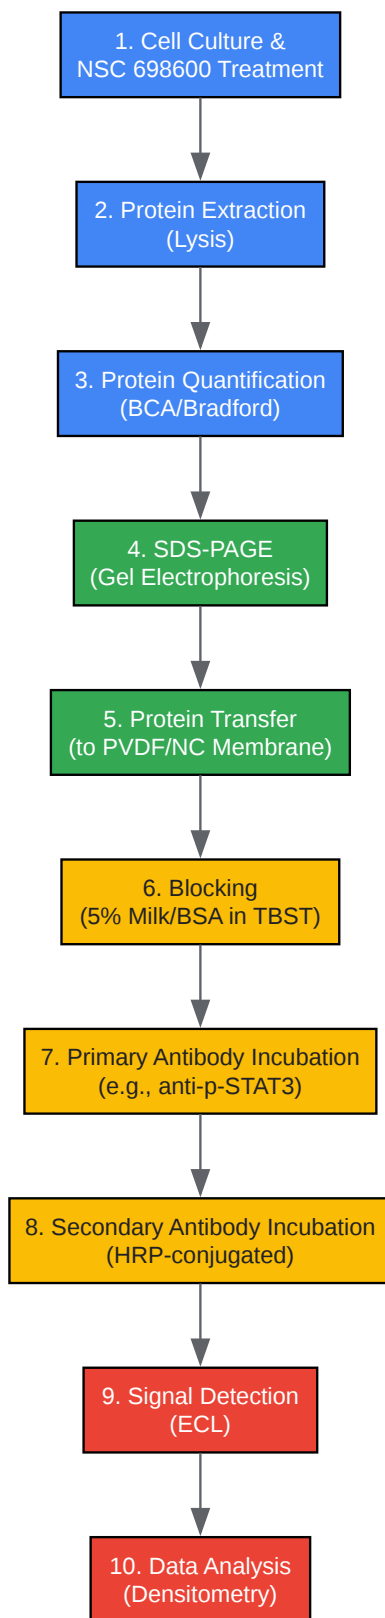 1. Cell Culture &
NSC 698600 Treatment
2. Protein Extraction
(Lysis)
3. Protein Quantification
(BCA/Bradford)
4. SDS-PAGE
(Gel Electrophoresis)
5. Protein Transfer
(to PVDF/NC Membrane)
6. Blocking
(5% Milk/BSA in TBST)
7. Primary Antibody Incubation
(e.g., anti-p-STAT3)
8. Secondary Antibody Incubation
(HRP-conjugated)
9. Signal Detection
(ECL)
10. Data Analysis
(Densitometry)